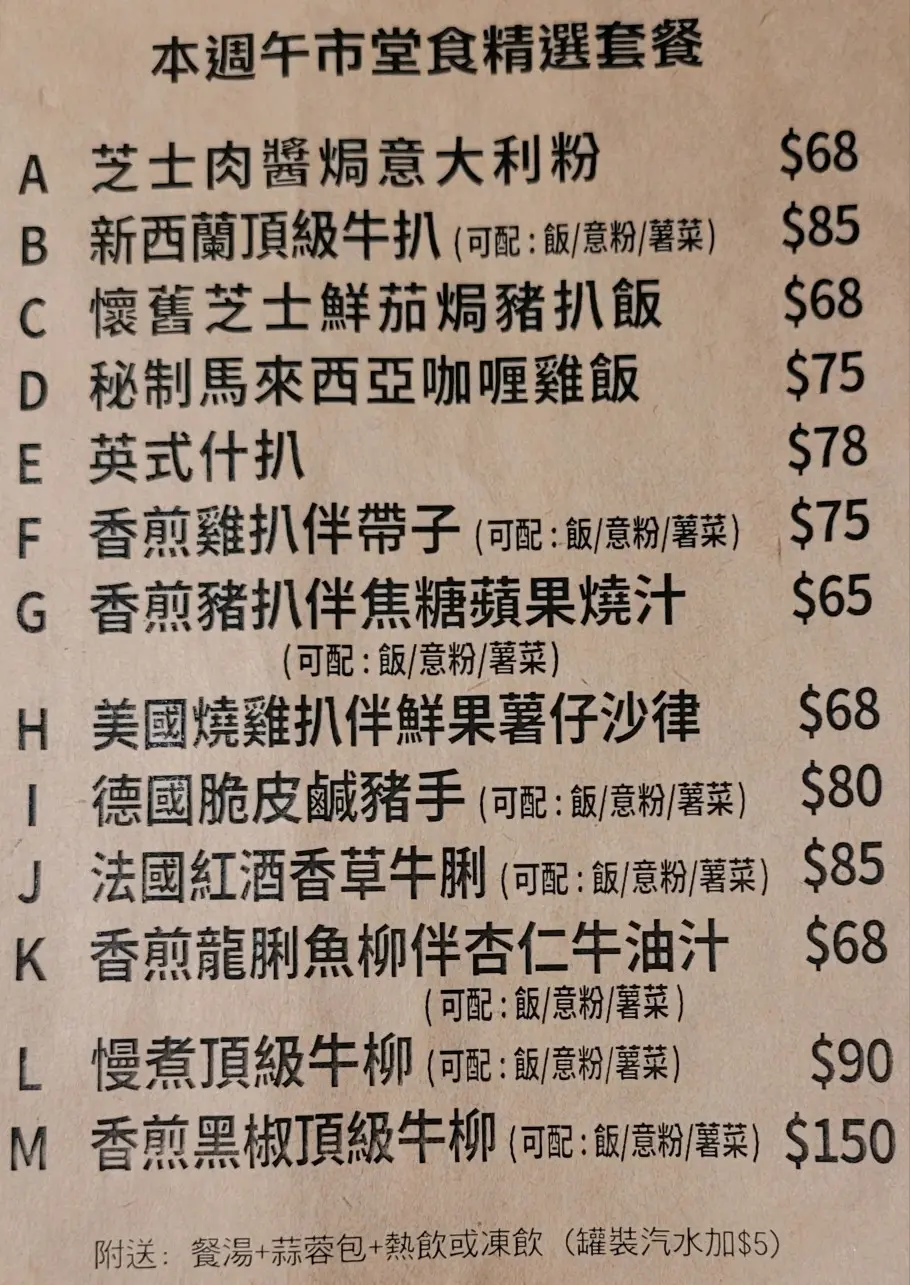 本週午市堂食精選套餐
A 芝士肉醬焗意大利粉 $68
B 新西蘭頂級牛扒 (可配:飯/意粉/薯菜) $85
C 懷舊芝士鮮茄焗豬扒飯 $68
D 秘制馬來西亞咖喱雞飯 $75
E 英式什扒 $78
F 香煎雞扒伴帶子 (可配:飯/意粉/薯菜) $75
G 香煎豬扒伴焦糖蘋果燒汁 $65
(可配:飯/意粉/薯菜)
H 美國燒雞扒伴鮮果薯仔沙律 $68
I 德國脆皮鹹豬手 (可配:飯/意粉/薯菜) $80
J 法國紅酒香草牛脷 (可配:飯/意粉/薯菜) $85
K 香煎龍脷魚柳伴杏仁牛油汁 $68
(可配:飯/意粉/薯菜)
L 慢煮頂級牛柳 (可配:飯/意粉/薯菜) $90
M 香煎黑椒頂級牛柳 (可配:飯/意粉/薯菜) $150
附送：餐湯+蒜蓉包+熱飲或凍飲（罐裝汽水加$5）